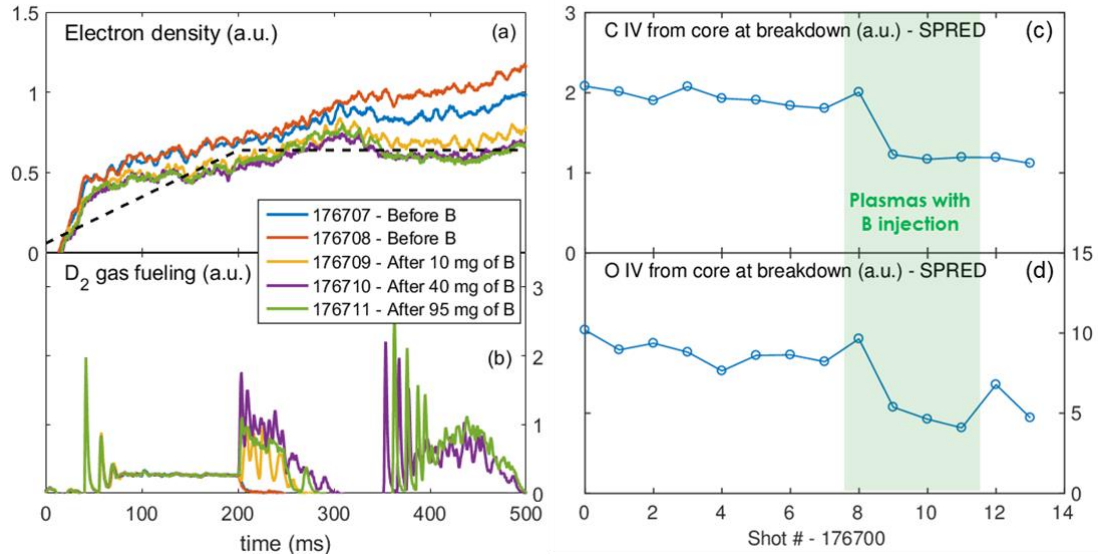 Electron density (a.u.)
(a)
1.5
1
0.5
0
176707 - Before B
176708 - Before B
176709 - After 10 mg of B
176710 - After 40 mg of B
176711 - After 95 mg of B
D2 gas fueling (a.u.)
(b)
3
2
1
0
0 100 200 300 400 500
time (ms)
C IV from core at breakdown (a.u.) - SPRED
(c)
3
2
1
0
Plasmas with
B injection
O IV from core at breakdown (a.u.) - SPRED
(d)
15
10
5
0
0 2 4 6 8 10 12 14
Shot # - 176700